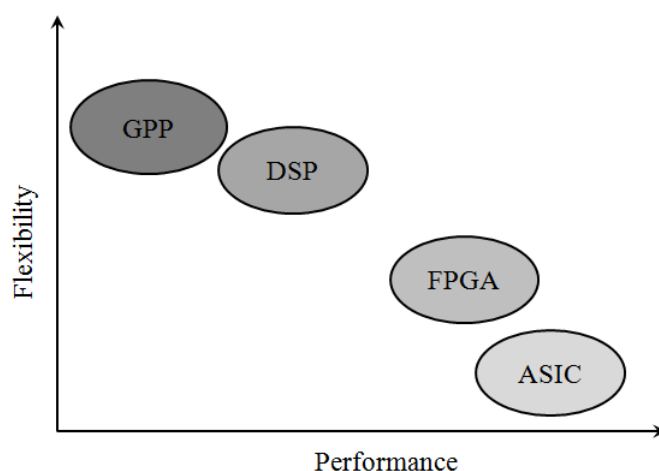 GPP
DSP
Flexibility
FPGA
ASIC
Performance